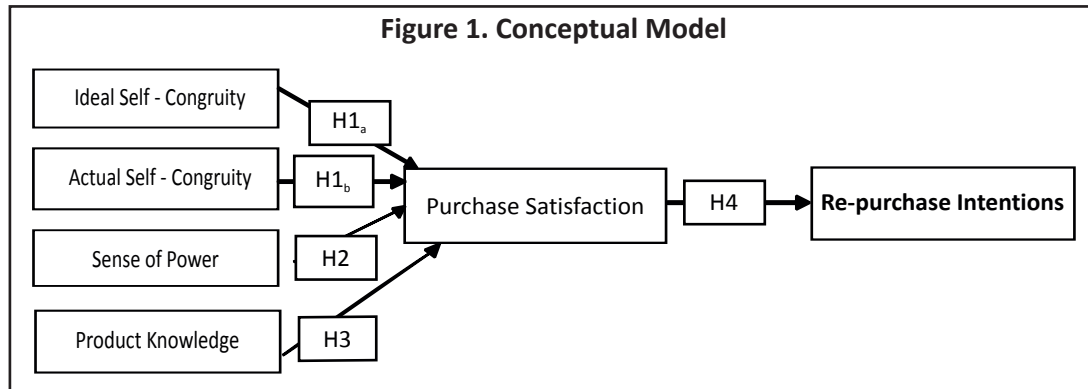 Figure 1. Conceptual Model
Ideal Self - Congruity
H1a
Actual Self - Congruity
H1b
Purchase Satisfaction
H4
Re-purchase Intentions
Sense of Power
H2
Product Knowledge
H3